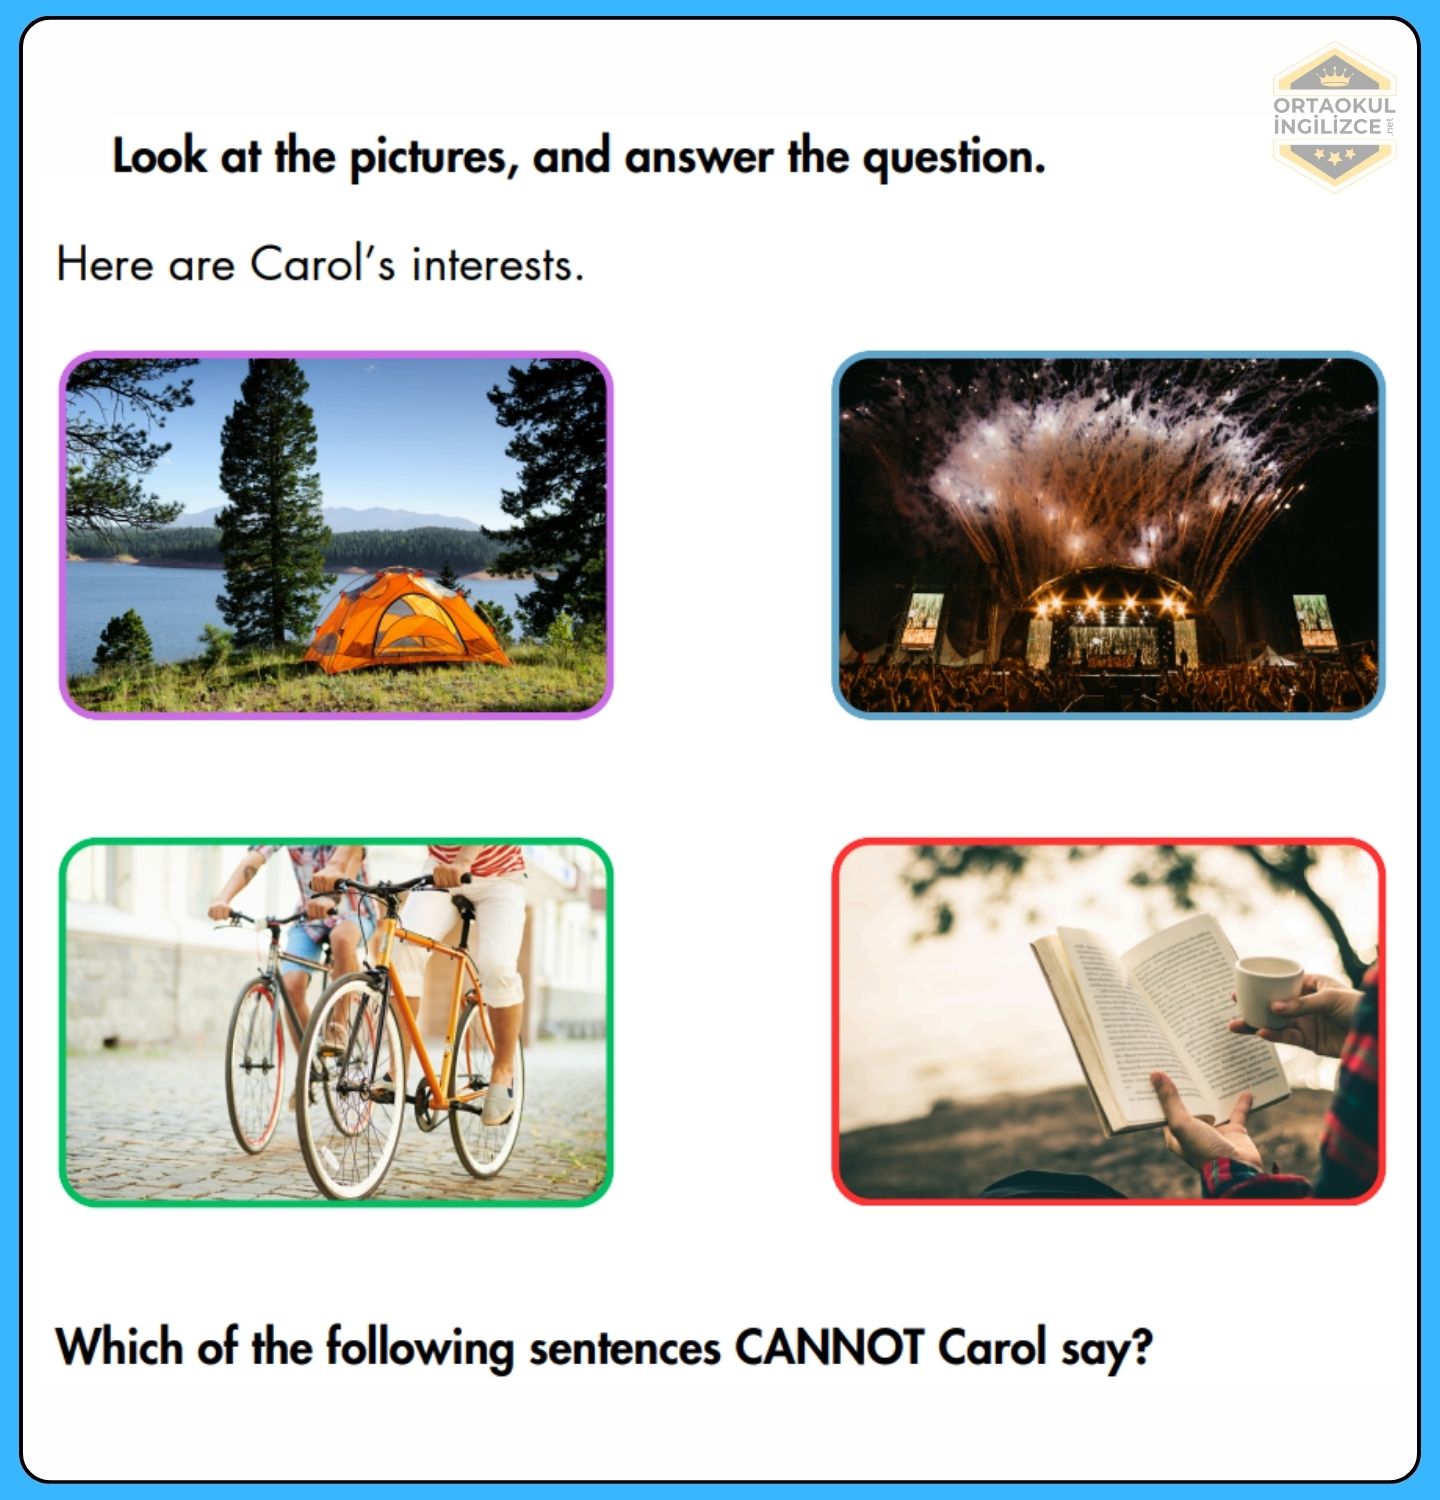 ORTAOKUL
İNGİLİZCE .net
Look at the pictures, and answer the question.
Here are Carol’s interests.
Which of the following sentences CANNOT Carol say?